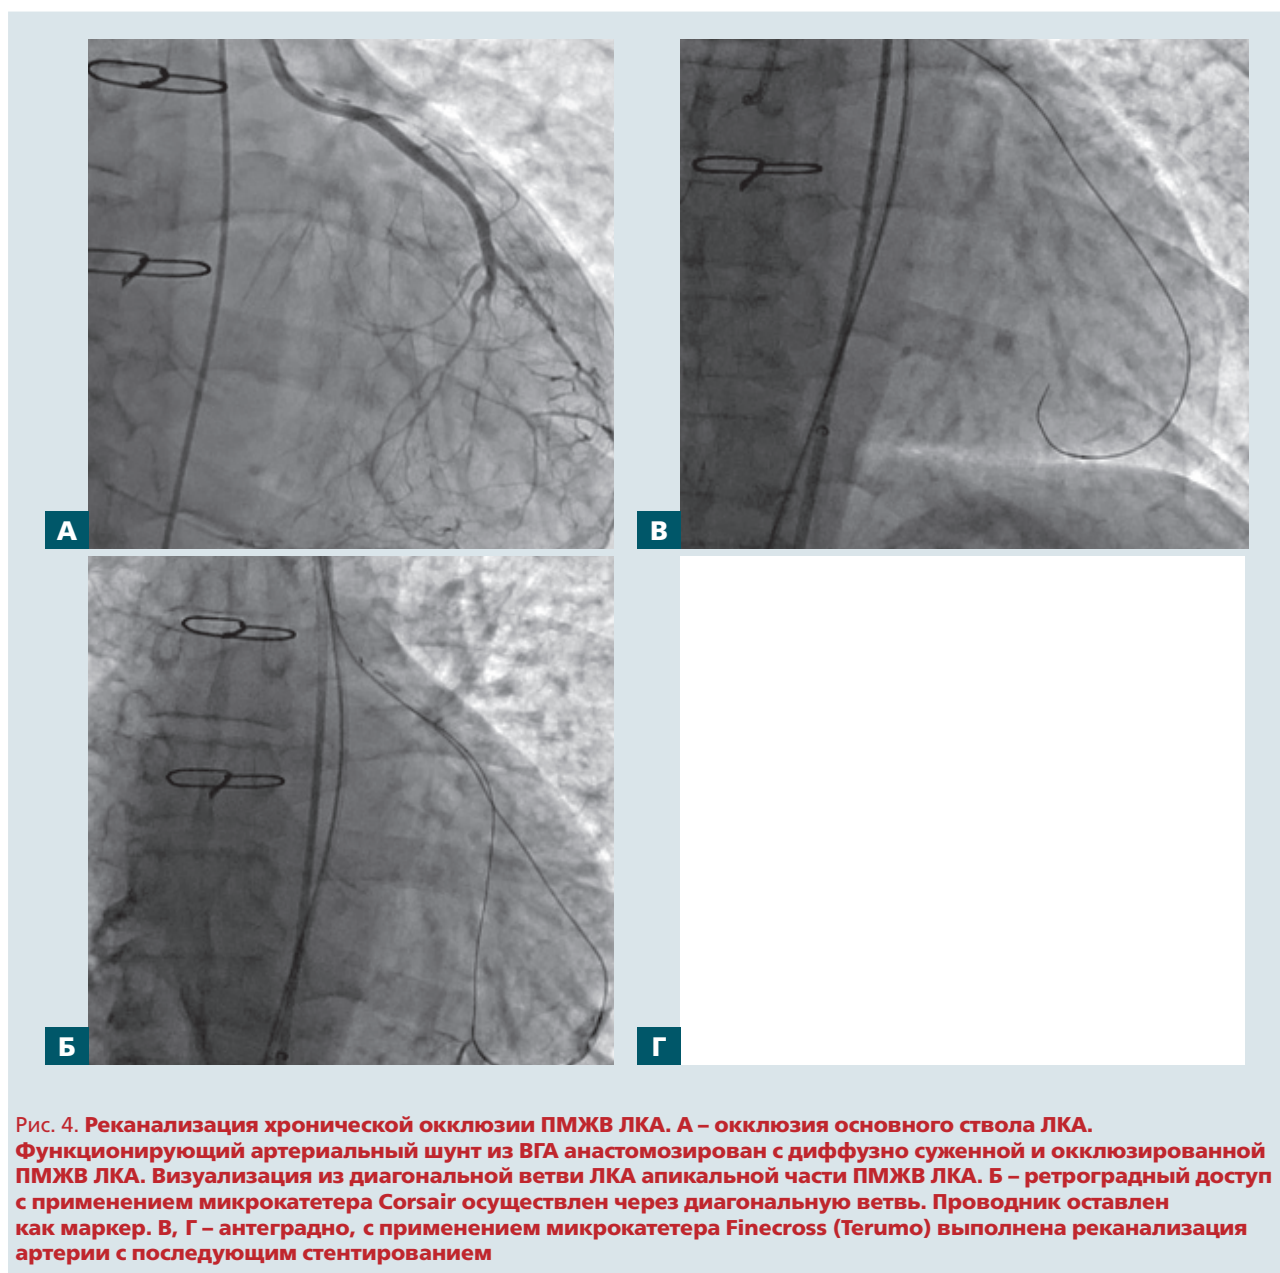 А
В
Б
Г
Рис. 4. Реканализация хронической окклюзии ПМЖВ ЛКА. А – окклюзия основного ствола ЛКА.
Функционирующий артериальный шунт из ВГА анастомозирован с диффузно суженной и окклюзированной
ПМЖВ ЛКА. Визуализация из диагональной ветви ЛКА апикальной части ПМЖВ ЛКА. Б – ретроградный доступ
с применением микрокатетера Corsair осуществлен через диагональную ветвь. Проводник оставлен
как маркер. В, Г – антеградно, с применением микрокатетера Finecross (Terumo) выполнена реканализация
артерии с последующим стентированием